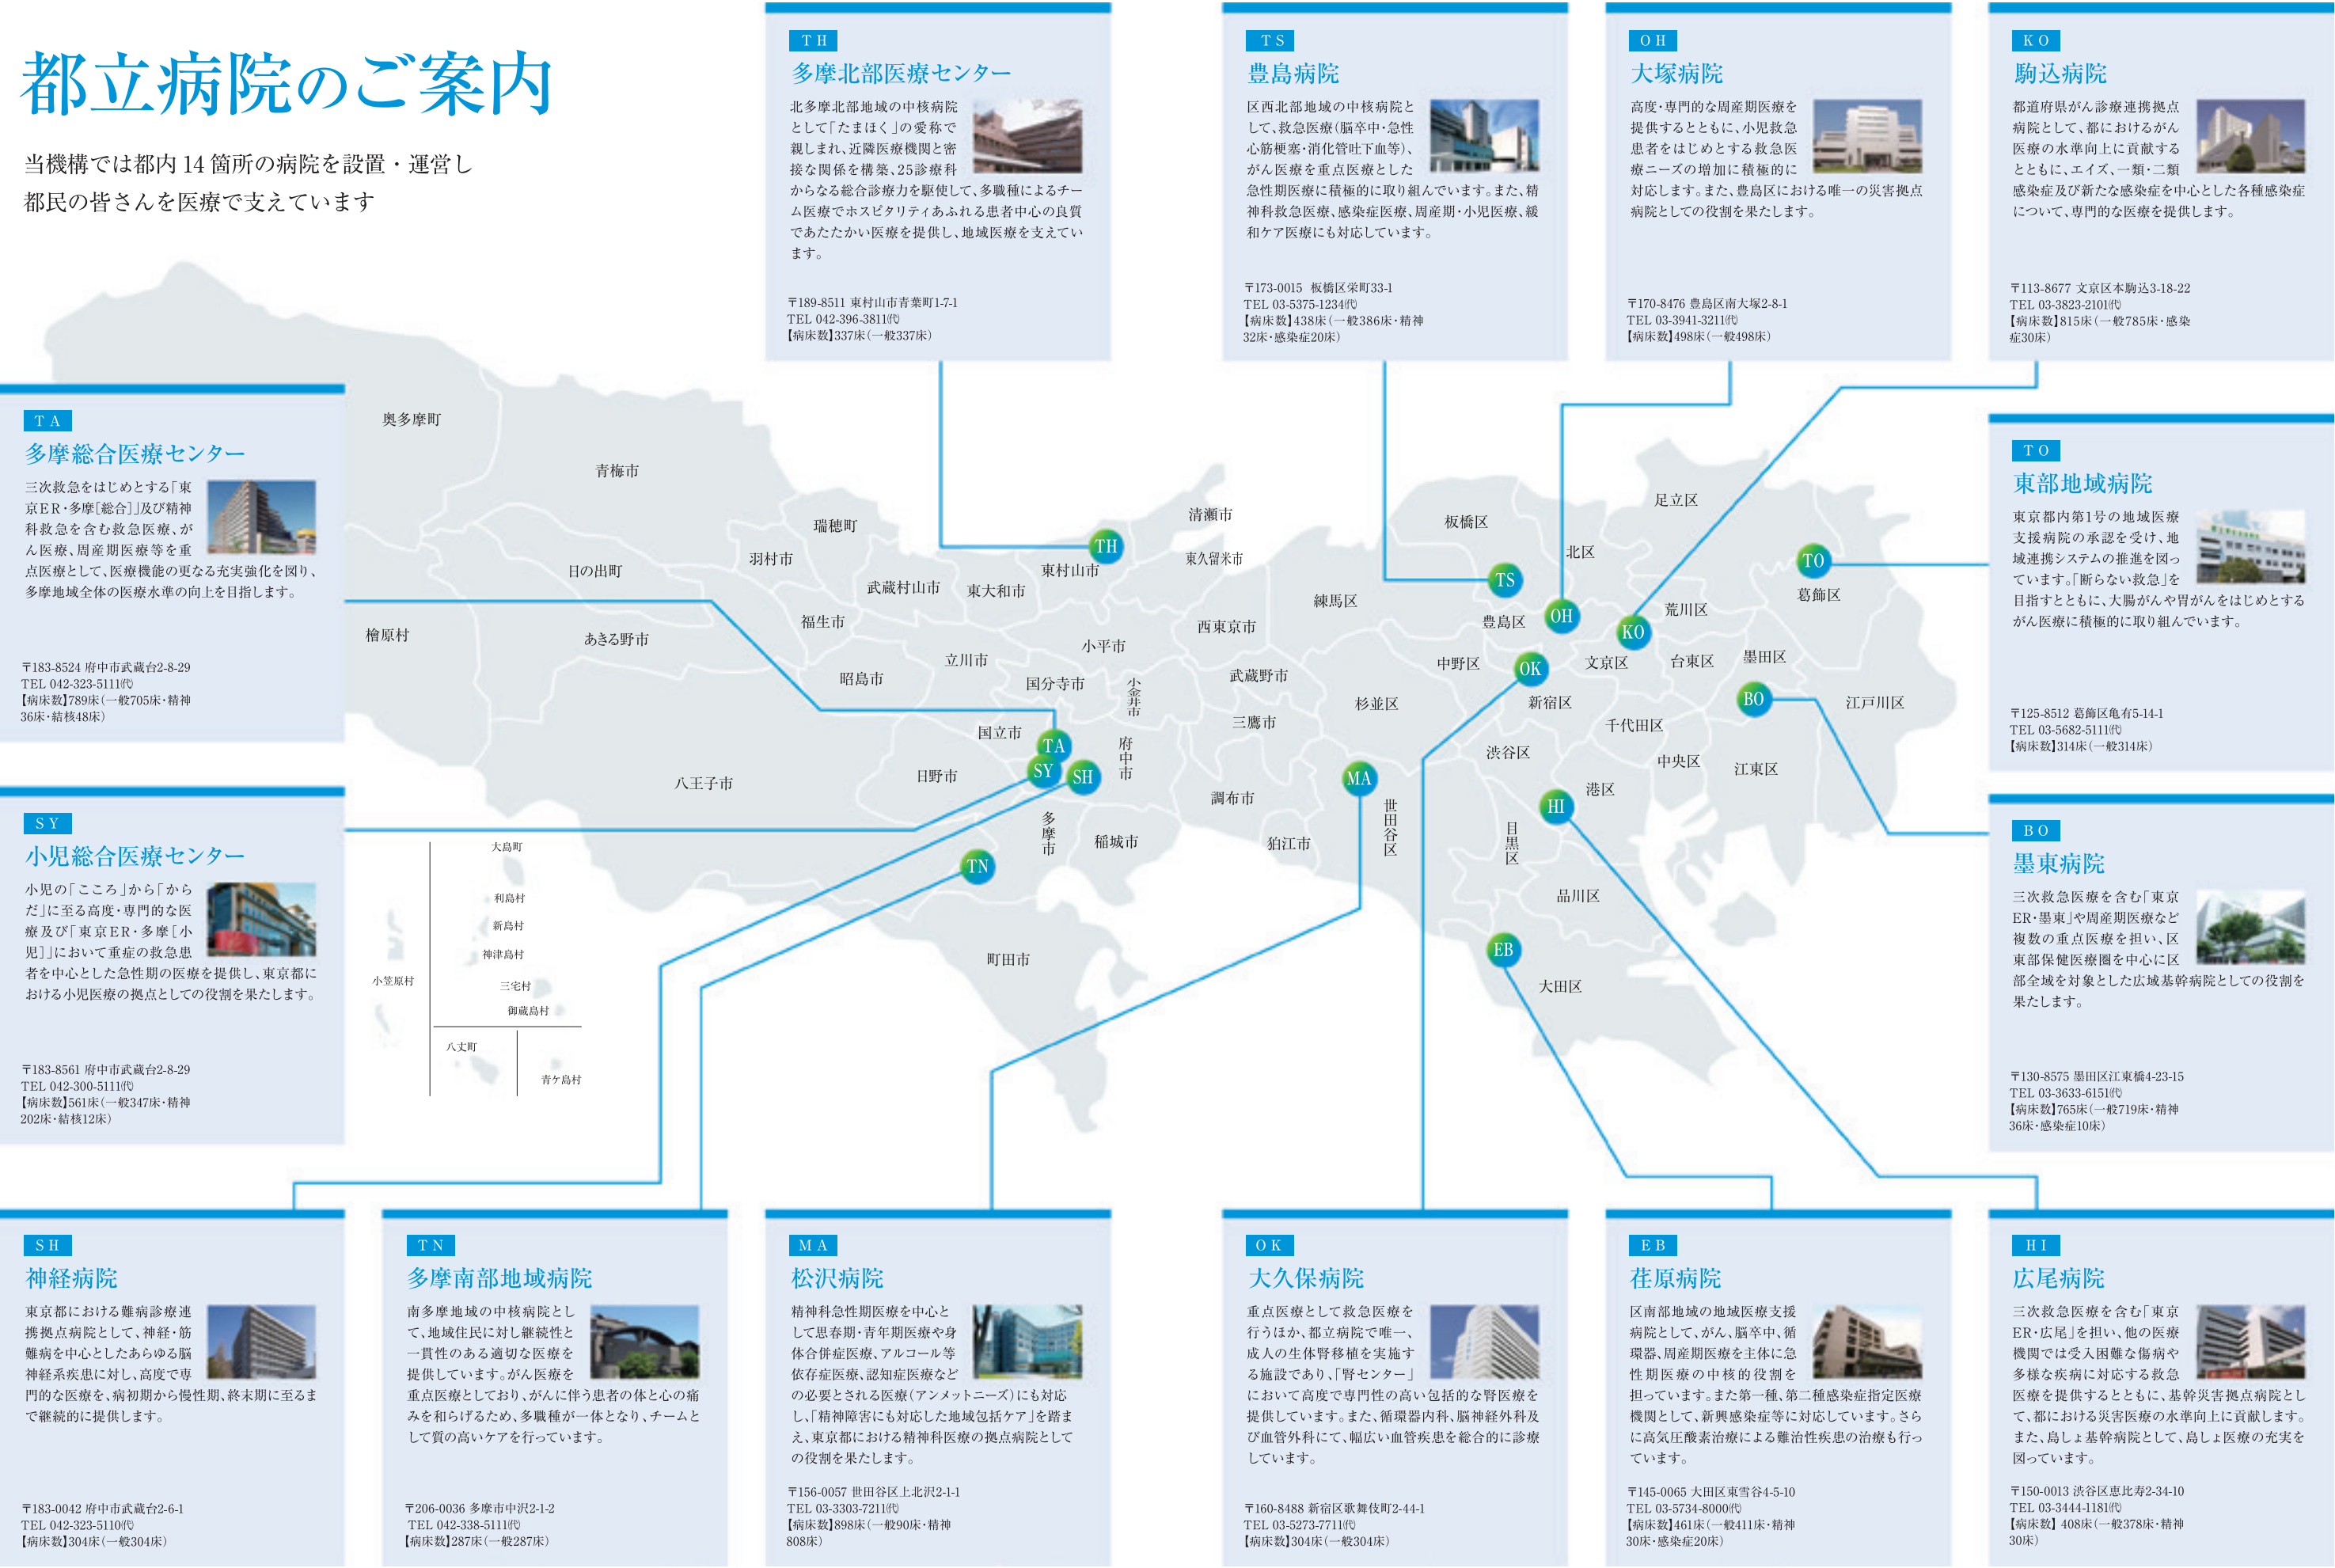 都立病院のご案内
当機構では都内 14 箇所の病院を設置・運営し
都民の皆さんを医療で支えています
TH
多摩北部医療センター
北多摩北部地域の中核病院
として「たまほく」の愛称で
親しまれ、近隣医療機関と密
接な関係を構築、25診療科
からなる総合診療力を駆使して、多職種によるチー
ム医療でホスピタリティあふれる患者中心の良質
であたたかい医療を提供し、地域医療を支えてい
ます。
〒189-8511 東村山市青葉町1-7-1
TEL 042-396-3811㈹
【病床数】337床（一般337床）
TS
豊島病院
区西北部地域の中核病院と
して、救急医療（脳卒中・急性
心筋梗塞・消化管吐下血等）、
がん医療を重点医療とした
急性期医療に積極的に取り組んでいます。また、精
神科救急医療、感染症医療、周産期・小児医療、緩
和ケア医療にも対応しています。
〒173-0015 板橋区栄町33-1
TEL 03-5375-1234㈹
【病床数】438床（一般386床・精神
32床・感染症20床）
OH
大塚病院
高度・専門的な周産期医療を
提供するとともに、小児救急
患者をはじめとする救急医
療ニーズの増加に積極的に
対応します。また、豊島区における唯一の災害拠点
病院としての役割を果たします。
〒170-8476 豊島区南大塚2-8-1
TEL 03-3941-3211㈹
【病床数】498床（一般498床）
KO
駒込病院
都道府県がん診療連携拠点
病院として、都におけるがん
医療の水準向上に貢献する
とともに、エイズ、一類・二類
感染症及び新たな感染症を中心とした各種感染症
について、専門的な医療を提供します。
〒113-8677 文京区本駒込3-18-22
TEL 03-3823-2101㈹
【病床数】815床（一般785床・感染
症30床）
TA
多摩総合医療センター
三次救急をはじめとする「東
京ER・多摩［総合］」及び精神
科救急を含む救急医療、が
ん医療、周産期医療等を重
点医療として、医療機能の更なる充実強化を図り、
多摩地域全体の医療水準の向上を目指します。
〒183-8524 府中市武蔵台2-8-29
TEL 042-323-5111㈹
【病床数】789床（一般705床・精神
36床・結核48床）
TO
東部地域病院
東京都内第1号の地域医療
支援病院の承認を受け、地
域連携システムの推進を図っ
ています。「断らない救急」を
目指すとともに、大腸がんや胃がんをはじめとする
がん医療に積極的に取り組んでいます。
〒125-8512 葛飾区亀有5-14-1
TEL 03-5682-5111㈹
【病床数】314床（一般314床）
SY
小児総合医療センター
小児の「こころ」から「から
だ」に至る高度・専門的な医
療及び「東京ER・多摩［小
児］」において重症の救急患
者を中心とした急性期の医療を提供し、東京都に
おける小児医療の拠点としての役割を果たします。
〒183-8561 府中市武蔵台2-8-29
TEL 042-300-5111㈹
【病床数】561床（一般347床・精神
202床・結核12床）
BO
墨東病院
三次救急医療を含む「東京
ER・墨東」や周産期医療など
複数の重点医療を担い、区
東部保健医療圏を中心に区
部全域を対象とした広域基幹病院としての役割を
果たします。
〒130-8575 墨田区江東橋4-23-15
TEL 03-3633-6151㈹
【病床数】765床（一般719床・精神
36床・感染症10床）
奥多摩町
青梅市
瑞穂町
羽村市
日の出町
武蔵村山市
東大和市
TH
東村山市
清瀬市
東久留米市
福生市
檜原村
あきる野市
立川市
小平市
西東京市
昭島市
国分寺市
小金井市
武蔵野市
三鷹市
国立市
TA
SY
SH
府中市
日野市
八王子市
調布市
多摩市
稲城市
狛江市
TN
町田市
練馬区
板橋区
足立区
北区
TS
TO
葛飾区
豊島区
OH
KO
荒川区
中野区
OK
文京区
台東区
墨田区
杉並区
新宿区
BO
江戸川区
千代田区
渋谷区
中央区
江東区
MA
港区
HI
世田谷区
目黒区
品川区
EB
大田区
大島町
利島村
新島村
神津島村
小笠原村
三宅村
御蔵島村
八丈町
青ケ島村
SH
神経病院
東京都における難病診療連
携拠点病院として、神経・筋
難病を中心としたあらゆる脳
神経系疾患に対し、高度で専
門的な医療を、病初期から慢性期、終末期に至るま
で継続的に提供します。
〒183-0042 府中市武蔵台2-6-1
TEL 042-323-5110㈹
【病床数】304床（一般304床）
TN
多摩南部地域病院
南多摩地域の中核病院とし
て、地域住民に対し継続性と
一貫性のある適切な医療を
提供しています。がん医療を
重点医療としており、がんに伴う患者の体と心の痛
みを和らげるため、多職種が一体となり、チームと
して質の高いケアを行っています。
〒206-0036 多摩市中沢2-1-2
TEL 042-338-5111㈹
【病床数】287床（一般287床）
MA
松沢病院
精神科急性期医療を中心と
して思春期・青年期医療や身
体合併症医療、アルコール等
依存症医療、認知症医療など
の必要とされる医療（アンメットニーズ）にも対応
し、「精神障害にも対応した地域包括ケア」を踏ま
え、東京都における精神科医療の拠点病院として
の役割を果たします。
〒156-0057 世田谷区上北沢2-1-1
TEL 03-3303-7211㈹
【病床数】898床（一般90床・精神
808床）
OK
大久保病院
重点医療として救急医療を
行うほか、都立病院で唯一、
成人の生体腎移植を実施す
る施設であり、「腎センター」
において高度で専門性の高い包括的な腎医療を
提供しています。また、循環器内科、脳神経外科及
び血管外科にて、幅広い血管疾患を総合的に診療
しています。
〒160-8488 新宿区歌舞伎町2-44-1
TEL 03-5273-7711㈹
【病床数】304床（一般304床）
EB
荏原病院
区南部地域の地域医療支援
病院として、がん、脳卒中、循
環器、周産期医療を主体に急
性期医療の中核的役割を
担っています。また第一種、第二種感染症指定医療
機関として、新興感染症等に対応しています。さら
に高気圧酸素治療による難治性疾患の治療も行っ
ています。
〒145-0065 大田区東雪谷4-5-10
TEL 03-5734-8000㈹
【病床数】461床（一般411床・精神
30床・感染症20床）
HI
広尾病院
三次救急医療を含む「東京
ER・広尾」を担い、他の医療
機関では受入困難な傷病や
多様な疾病に対応する救急
医療を提供するとともに、基幹災害拠点病院とし
て、都における災害医療の水準向上に貢献します。
また、島しょ基幹病院として、島しょ医療の充実を
図っています。
〒150-0013 渋谷区恵比寿2-34-10
TEL 03-3444-1181㈹
【病床数】 408床（一般378床・精神
30床）